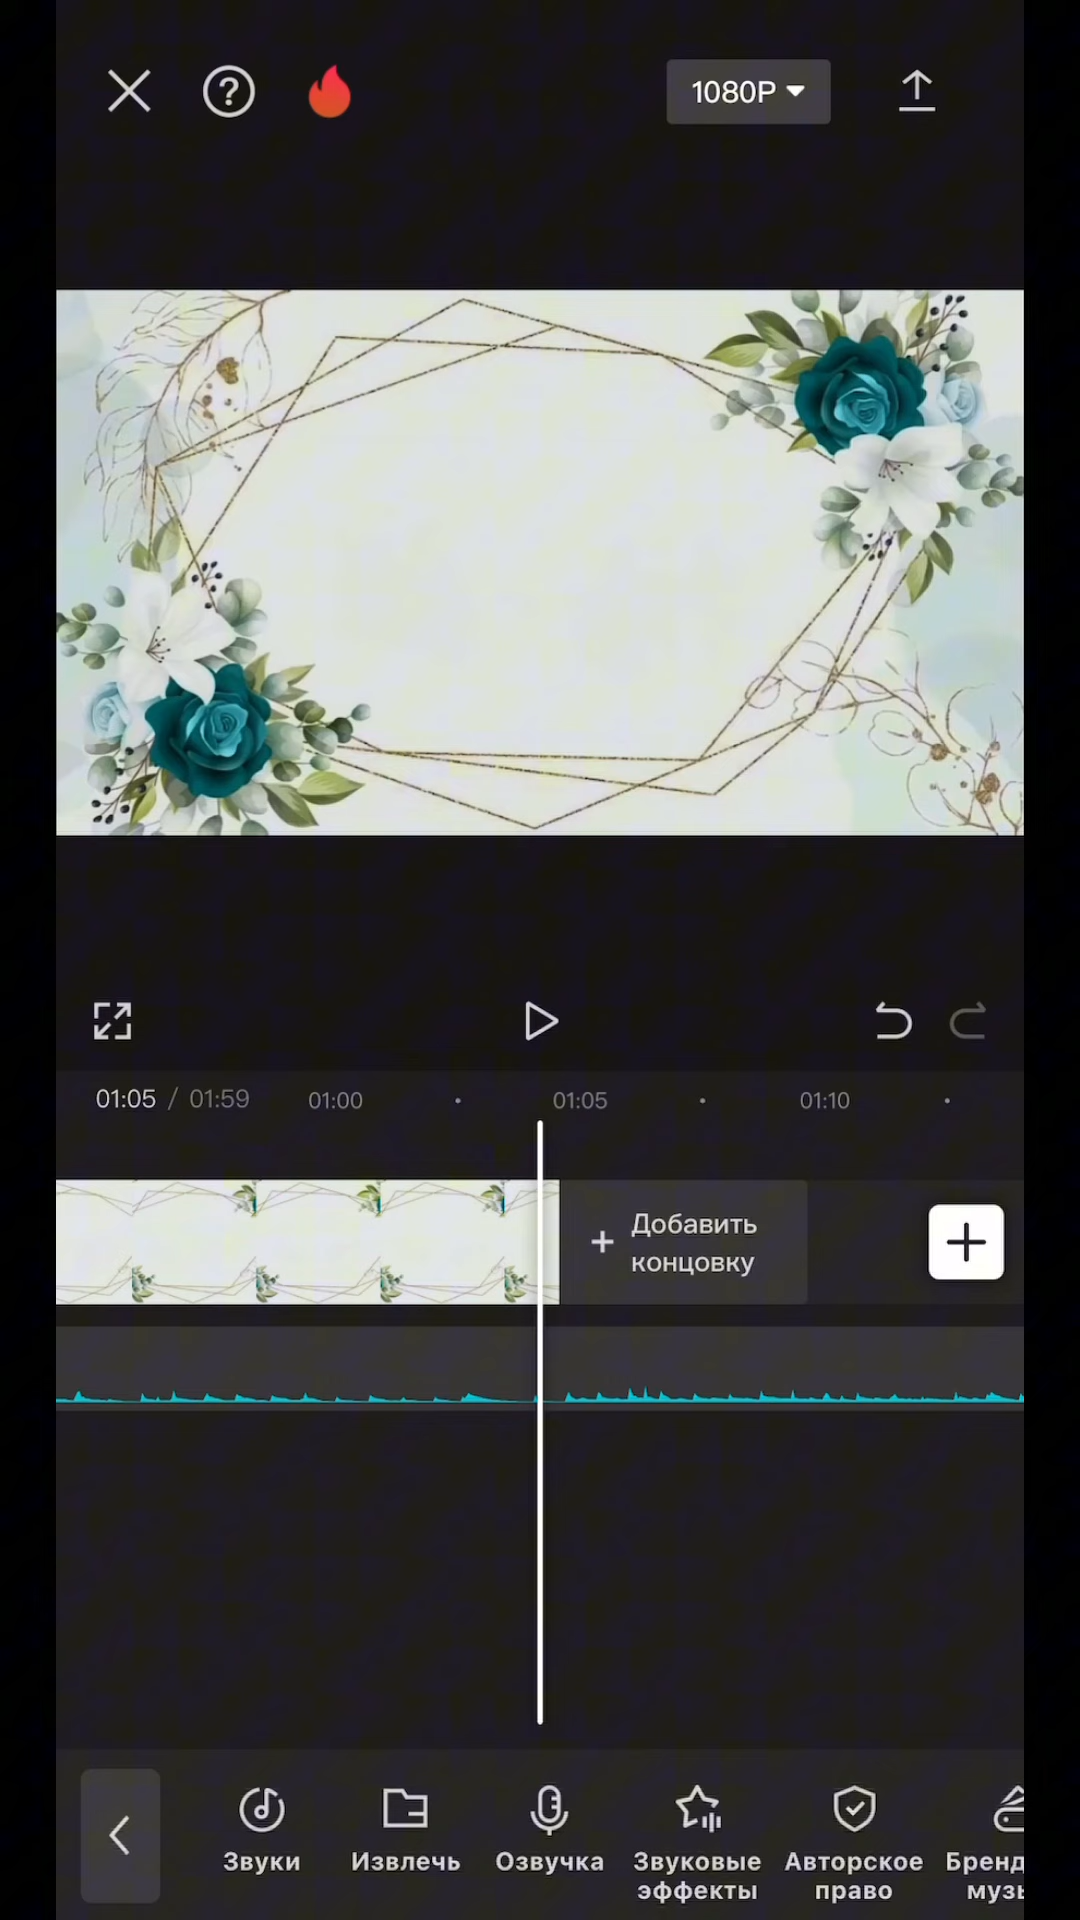 1080P
01:05 / 01:59 01:00 01:05 01:10
Добавить
концовку
Звуки Извлечь Озвучка Звуковые Авторское Бренд
эффекты право